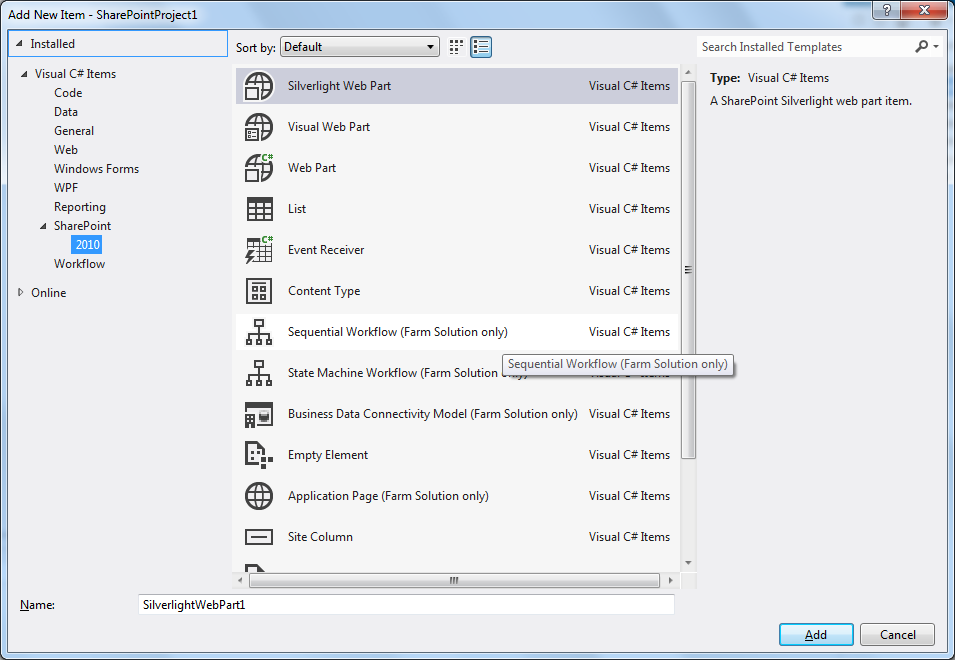 Add New Item - SharePointProject1
Installed
Sort by: Default
Search Installed Templates
Visual C# Items
Code
Data
General
Web
Windows Forms
WPF
Reporting
SharePoint
2010
Workflow
Online
Silverlight Web Part Visual C# Items
Visual Web Part Visual C# Items
C#
Web Part Visual C# Items
List Visual C# Items
C#
Event Receiver Visual C# Items
Content Type Visual C# Items
Sequential Workflow (Farm Solution only) Visual C# Items
Sequential Workflow (Farm Solution only)
State Machine Workflow (Farm Solution
Business Data Connectivity Model (Farm Solution only) Visual C# Items
Empty Element Visual C# Items
Application Page (Farm Solution only) Visual C# Items
Site Column Visual C# Items
Type: Visual C# Items
A SharePoint Silverlight web part item.
Name: SilverlightWebPart1
Add Cancel